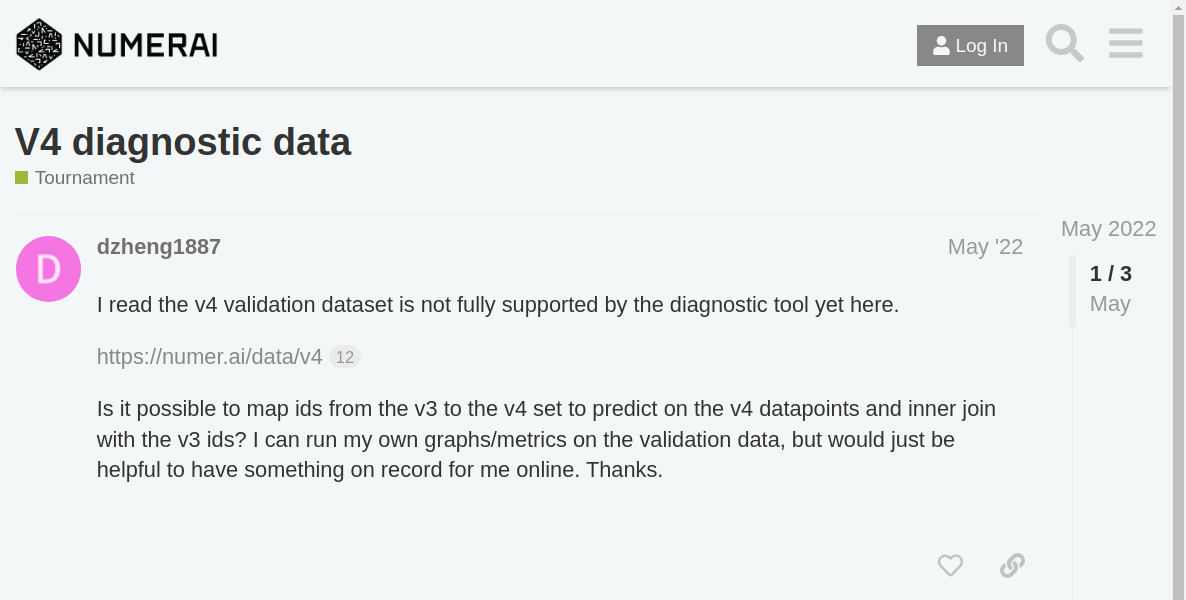 NUMERAI
Log In
V4 diagnostic data
Tournament
D
dzheng1887
May '22
I read the v4 validation dataset is not fully supported by the diagnostic tool yet here.
https://numer.ai/data/v4 12
Is it possible to map ids from the v3 to the v4 set to predict on the v4 datapoints and inner join
with the v3 ids? I can run my own graphs/metrics on the validation data, but would just be
helpful to have something on record for me online. Thanks.
May 2022
1 / 3
May